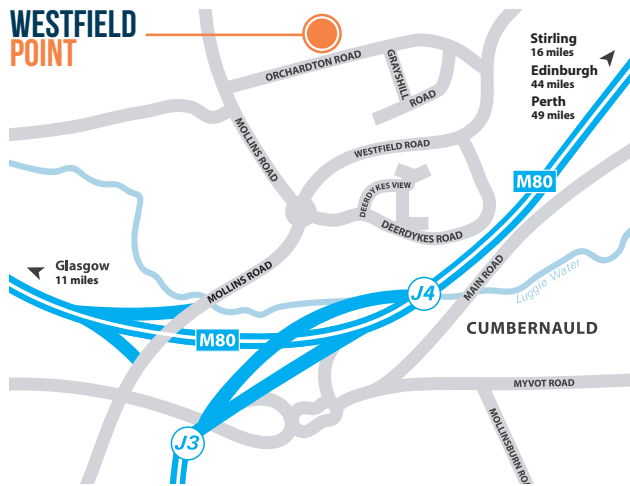 WESTFIELD
POINT
ORCHARDTON ROAD
GRAYSHILL
ROAD
Stirling
16 miles
Edinburgh
44 miles
Perth
49 miles
MOLLINS ROAD
WESTFIELD ROAD
M80
DEERDYKES VIEW
DEERDYKES ROAD
Glasgow
11 miles
MOLLINS ROAD
J4
MAIN ROAD
Luggie Water
M80
CUMBERNAULD
MYVOT ROAD
MOLLINSBURN ROAD
J3